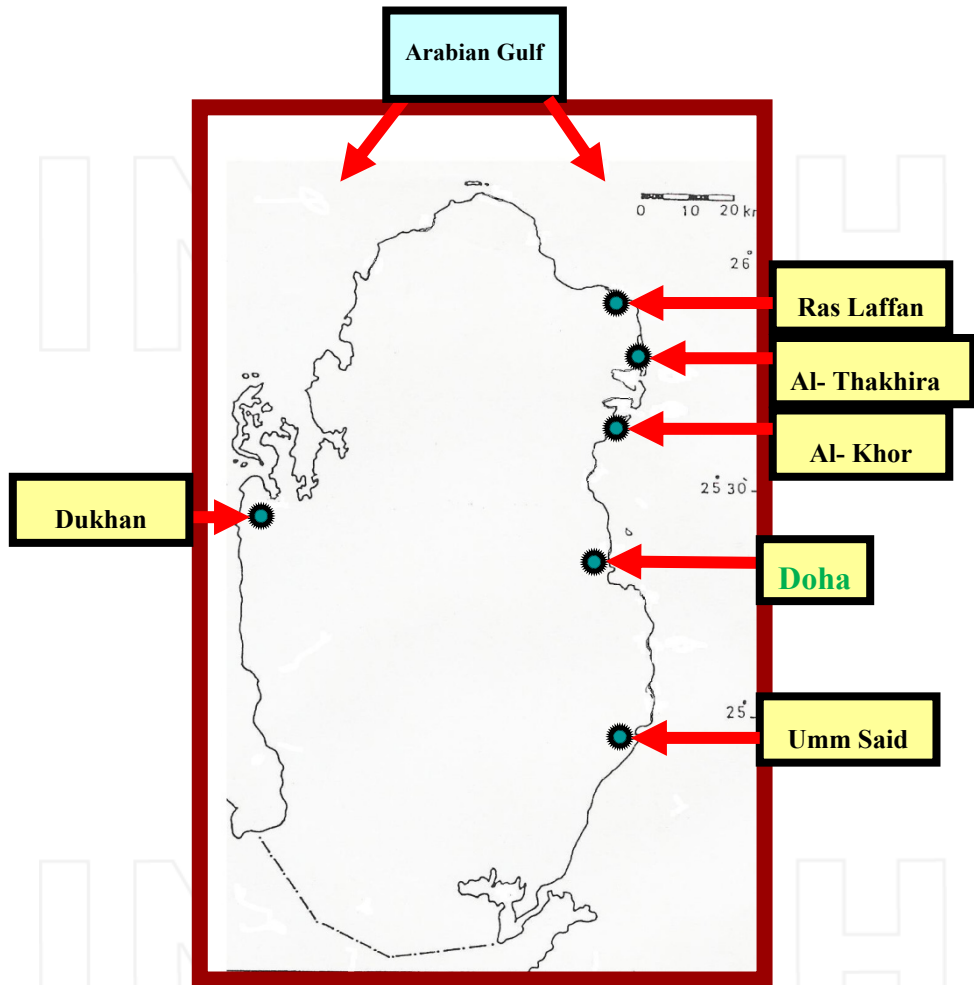 Arabian Gulf
0 10 20 km
26°
Ras Laffan
Al- Thakhira
Al- Khor
25° 30
Dukhan
Doha
25°
Umm Said